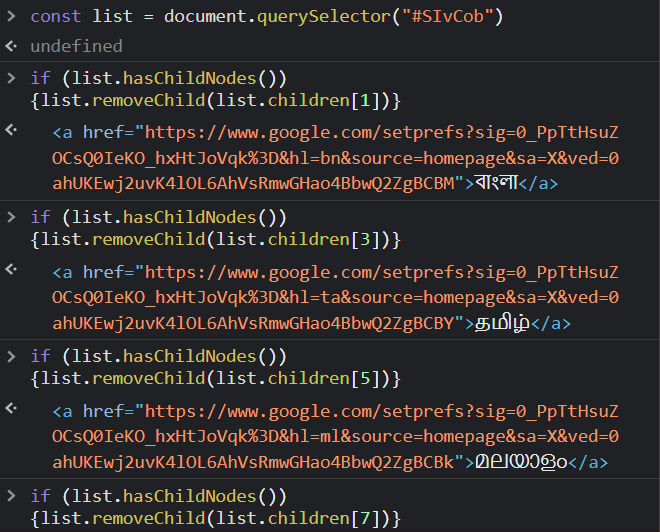 > const list = document.querySelector("#SIvCob")
undefined
> if (list.hasChildNodes())
{list.removeChild(list.children[1])}
<a href="https://www.google.com/setprefs?sig=0_PpTtHsuZ
OCsQ0IeKO_hxHtJoVqk%3D&hl=bn&source=homepage&sa=X&ved=0
ahUKEwj2uvK4lOL6AhVsRmwGHao4BbwQ2ZgBCBM">বাংলা</a>
> if (list.hasChildNodes())
{list.removeChild(list.children[3])}
<a href="https://www.google.com/setprefs?sig=0_PpTtHsuZ
OCsQ0IeKO_hxHtJoVqk%3D&hl=ta&source=homepage&sa=X&ved=0
ahUKEwj2uvK4lOL6AhVsRmwGHao4BbwQ2ZgBCBY">தமிழ்</a>
> if (list.hasChildNodes())
{list.removeChild(list.children[5])}
<a href="https://www.google.com/setprefs?sig=0_PpTtHsuZ
OCsQ0IeKO_hxHtJoVqk%3D&hl=ml&source=homepage&sa=X&ved=0
ahUKEwj2uvK4lOL6AhVsRmwGHao4BbwQ2ZgBCBk">മലയാളം</a>
> if (list.hasChildNodes())
{list.removeChild(list.children[7])}